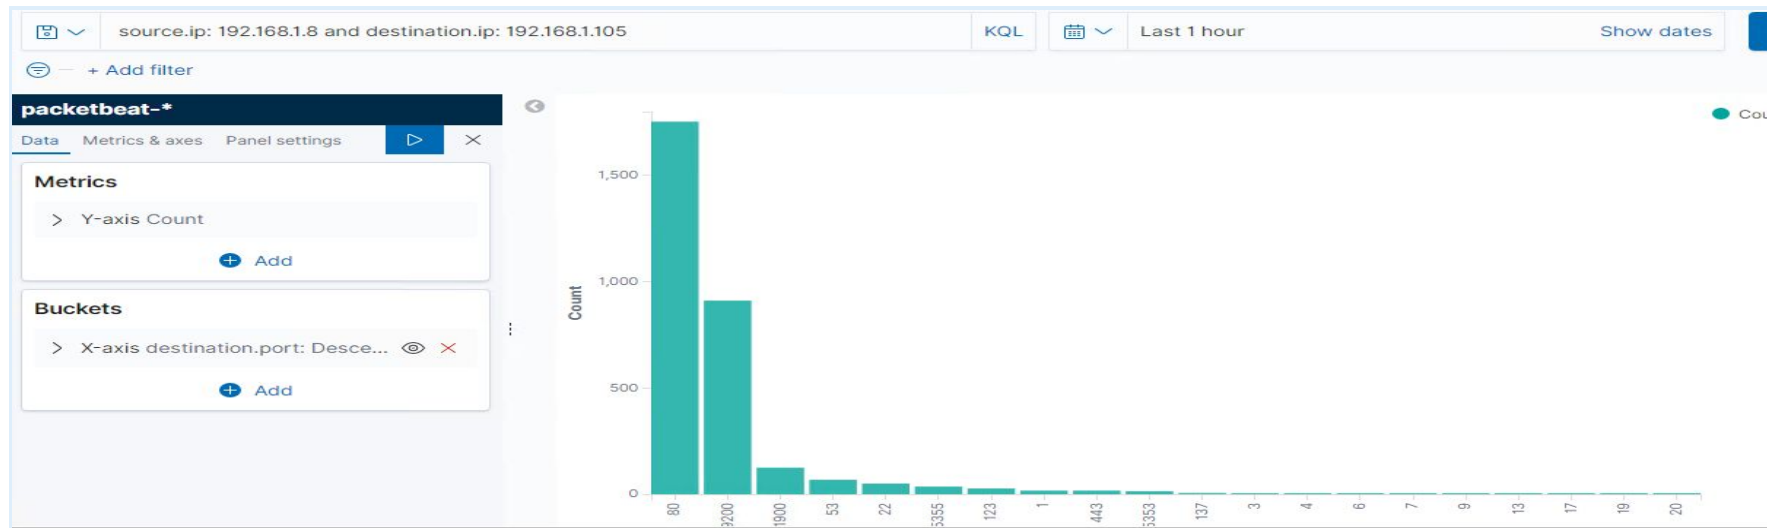 source.ip: 192.168.1.8 and destination.ip: 192.168.1.105
KQL
Last 1 hour
Show dates
+ Add filter
packetbeat-*
Data Metrics & axes Panel settings
Metrics
Y-axis Count
Add
Buckets
X-axis destination.port: Desce...
Add
Cou
Count
1,500
1,000
500
0
80
9200
1900
53
22
5355
123
1
443
5353
137
3
4
6
7
9
13
17
19
20